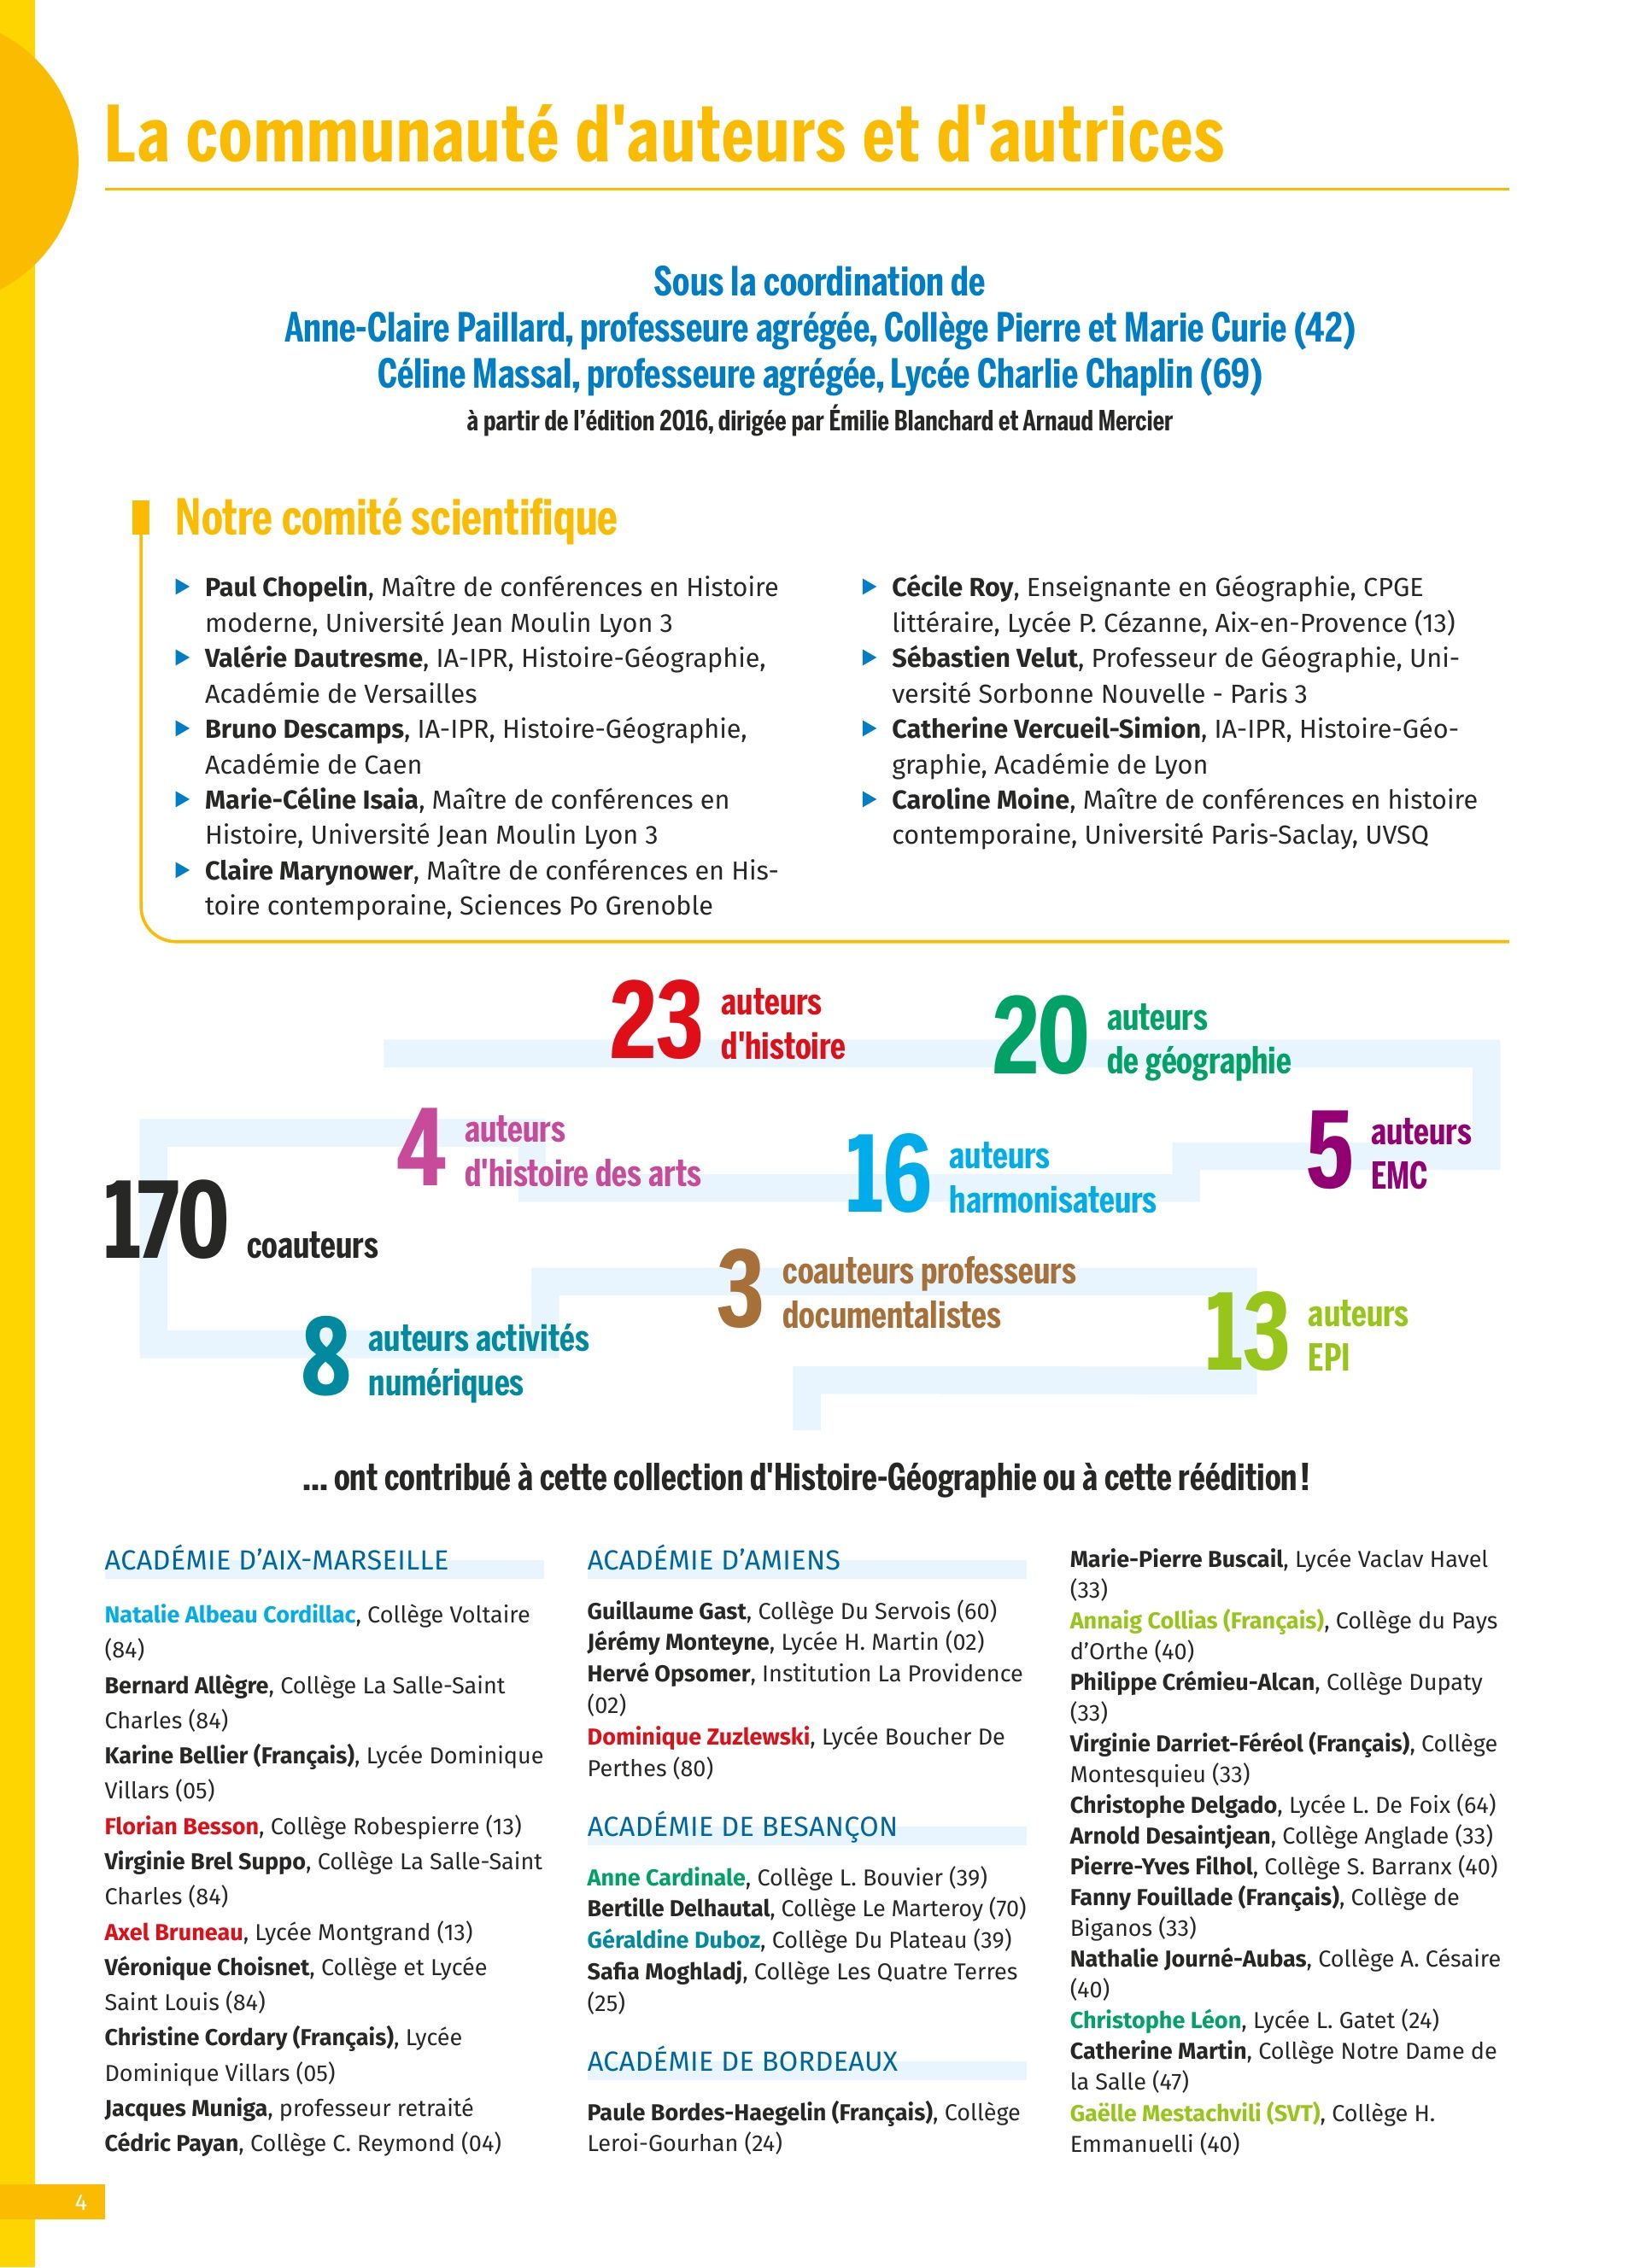 La communauté d'auteurs et d'autrices
Sous la coordination de
Anne-Claire Paillard, professeure agrégée, Collège Pierre et Marie Curie (42)
Céline Massal, professeure agrégée, Lycée Charlie Chaplin (69)
à partir de l’édition 2016, dirigée par Émilie Blanchard et Arnaud Mercier
Notre comité scientifique
▶ Paul Chopelin, Maître de conférences en Histoire
moderne, Université Jean Moulin Lyon 3
▶ Valérie Dautresme, IA-IPR, Histoire-Géographie,
Académie de Versailles
▶ Bruno Descamps, IA-IPR, Histoire-Géographie,
Académie de Caen
▶ Marie-Céline Isaia, Maître de conférences en
Histoire, Université Jean Moulin Lyon 3
▶ Claire Marynower, Maître de conférences en His-
toire contemporaine, Sciences Po Grenoble
▶ Cécile Roy, Enseignante en Géographie, CPGE
littéraire, Lycée P. Cézanne, Aix-en-Provence (13)
▶ Sébastien Velut, Professeur de Géographie, Uni-
versité Sorbonne Nouvelle - Paris 3
▶ Catherine Vercueil-Simion, IA-IPR, Histoire-Géo-
graphie, Académie de Lyon
▶ Caroline Moine, Maître de conférences en histoire
contemporaine, Université Paris-Saclay, UVSQ
23 auteurs
d'histoire
20 auteurs
de géographie
4 auteurs
d'histoire des arts
16 auteurs
harmonisateurs
5 auteurs
EMC
170 coauteurs
3 coauteurs professeurs
documentalistes
8 auteurs activités
numériques
13 auteurs
EPI
... ont contribué à cette collection d'Histoire-Géographie ou à cette réédition !
ACADÉMIE D’AIX-MARSEILLE
Natalie Albeau Cordillac, Collège Voltaire
(84)
Bernard Allègre, Collège La Salle-Saint
Charles (84)
Karine Bellier (Français), Lycée Dominique
Villars (05)
Florian Besson, Collège Robespierre (13)
Virginie Brel Suppo, Collège La Salle-Saint
Charles (84)
Axel Bruneau, Lycée Montgrand (13)
Véronique Choisnet, Collège et Lycée
Saint Louis (84)
Christine Cordary (Français), Lycée
Dominique Villars (05)
Jacques Muniga, professeur retraité
Cédric Payan, Collège C. Reymond (04)
ACADÉMIE D’AMIENS
Guillaume Gast, Collège Du Servois (60)
Jérémy Monteyne, Lycée H. Martin (02)
Hervé Opsomer, Institution La Providence
(02)
Dominique Zuzlewski, Lycée Boucher De
Perthes (80)
ACADÉMIE DE BESANÇON
Anne Cardinale, Collège L. Bouvier (39)
Bertille Delhautal, Collège Le Marteroy (70)
Géraldine Duboz, Collège Du Plateau (39)
Safia Moghladj, Collège Les Quatre Terres
(25)
ACADÉMIE DE BORDEAUX
Paule Bordes-Haegelin (Français), Collège
Leroi-Gourhan (24)
Marie-Pierre Buscail, Lycée Vaclav Havel
(33)
Annaig Collias (Français), Collège du Pays
d’Orthe (40)
Philippe Crémieu-Alcan, Collège Dupaty
(33)
Virginie Darriet-Féréol (Français), Collège
Montesquieu (33)
Christophe Delgado, Lycée L. De Foix (64)
Arnold Desaintjean, Collège Anglade (33)
Pierre-Yves Filhol, Collège S. Barranx (40)
Fanny Fouillade (Français), Collège de
Biganos (33)
Nathalie Journé-Aubas, Collège A. Césaire
(40)
Christophe Léon, Lycée L. Gatet (24)
Catherine Martin, Collège Notre Dame de
la Salle (47)
Gaëlle Mestachvili (SVT), Collège H.
Emmanuelli (40)
4